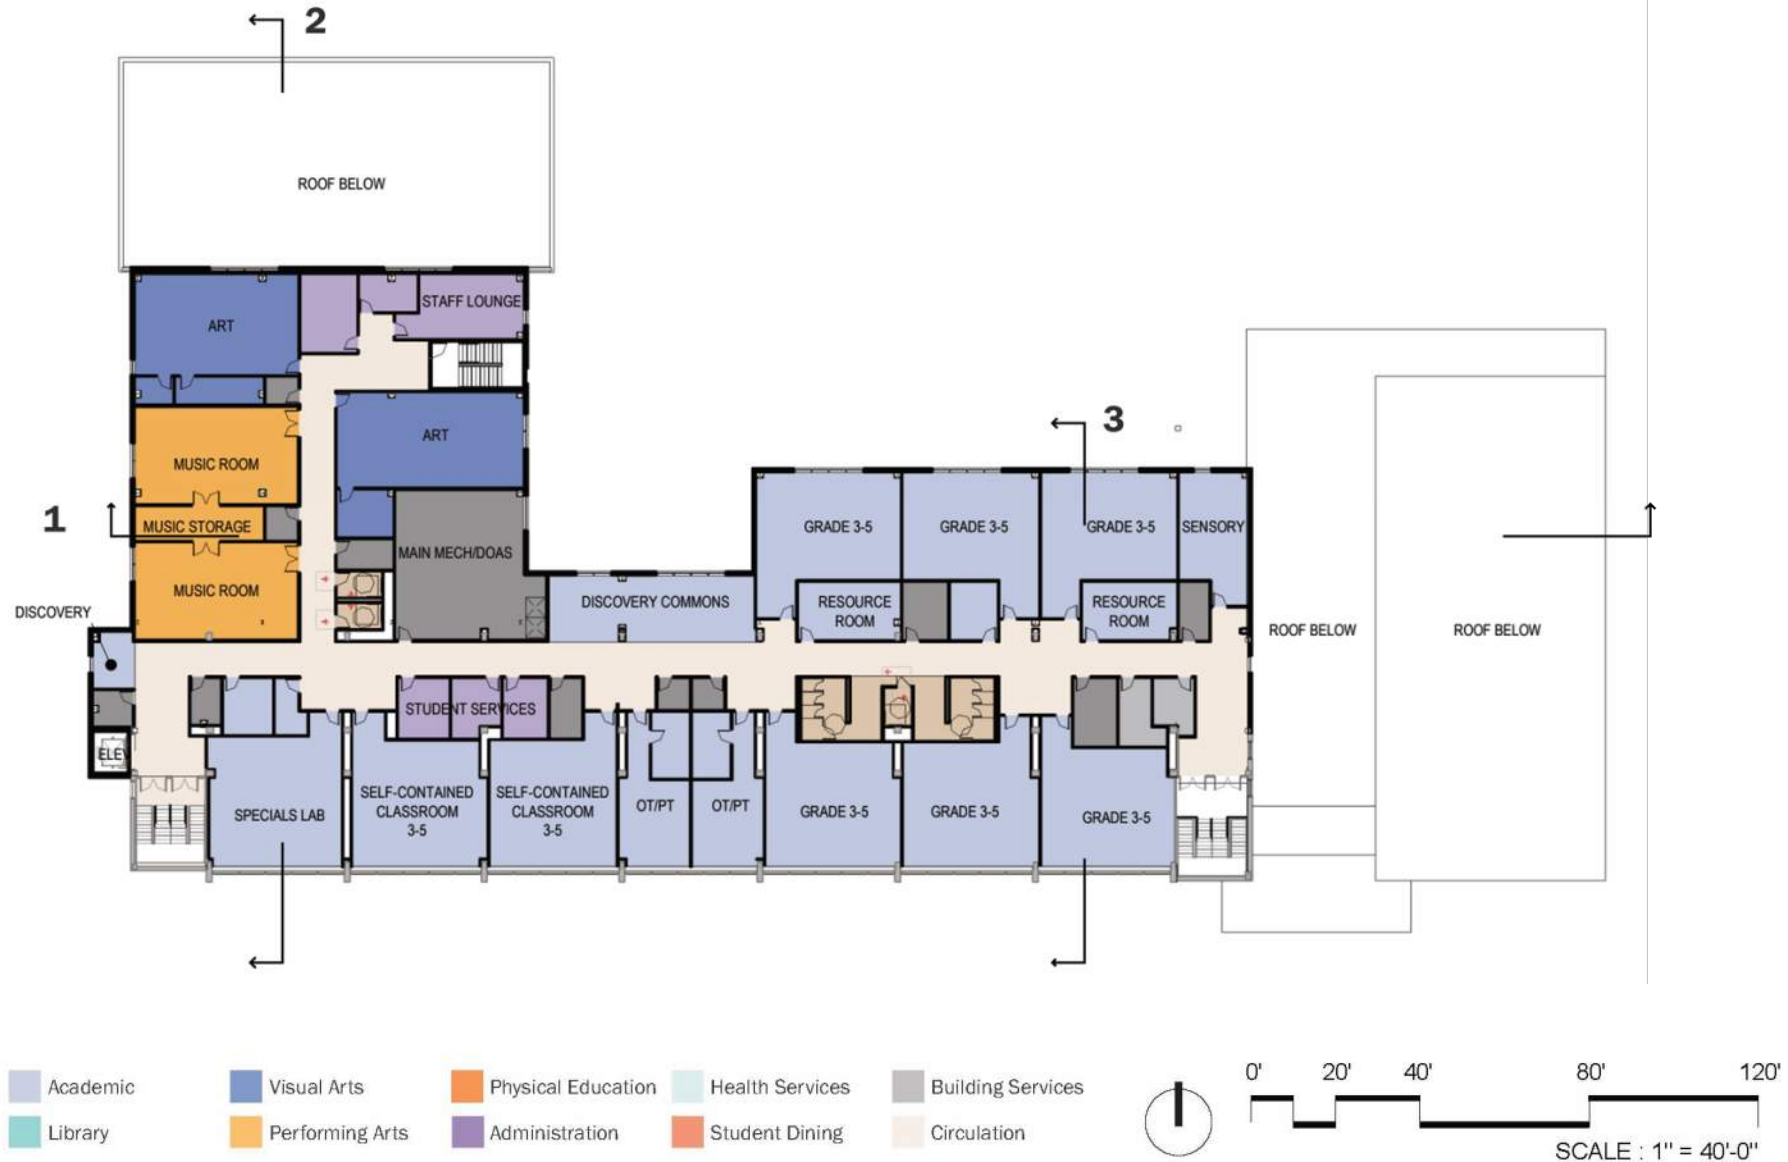 2
ROOF BELOW
STAFF LOUNGE
ART
ART
3
MUSIC ROOM
GRADE 3-5
GRADE 3-5
GRADE 3-5
SENSORY
1
MUSIC STORAGE
MAIN MECH/DOAS
MUSIC ROOM
DISCOVERY
DISCOVERY COMMONS
RESOURCE
ROOM
RESOURCE
ROOM
ROOF BELOW
ROOF BELOW
STUDENT SERVICES
ELEV
SPECIALS LAB
SELF-CONTAINED
CLASSROOM
3-5
SELF-CONTAINED
CLASSROOM
3-5
OT/PT
OT/PT
GRADE 3-5
GRADE 3-5
GRADE 3-5
Academic
Visual Arts
Physical Education
Health Services
Building Services
Library
Performing Arts
Administration
Student Dining
Circulation
0' 20' 40' 80' 120'
SCALE : 1" = 40'-0"